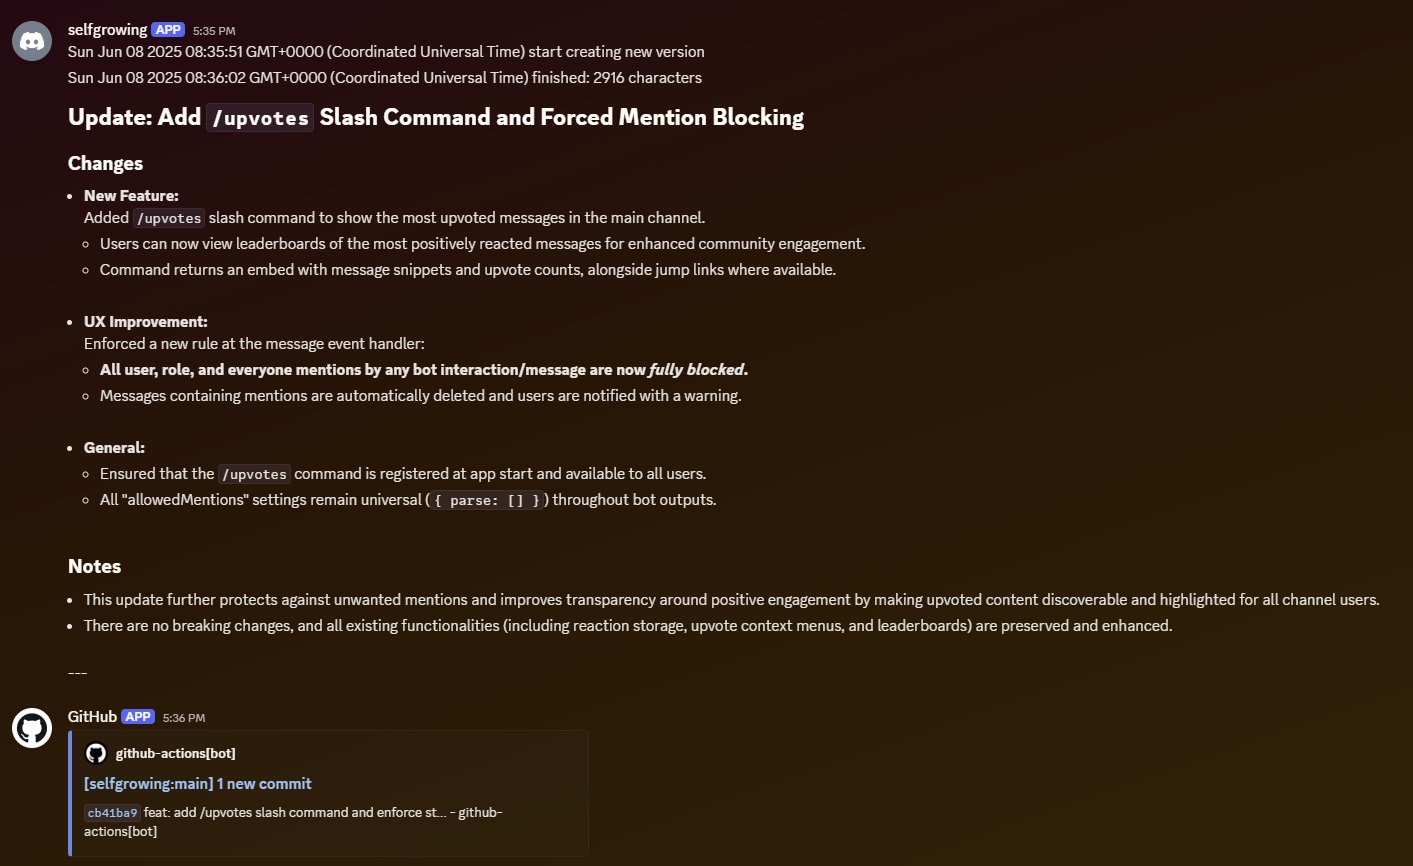 selfgrowing APP 5:35 PM
Sun Jun 08 2025 08:35:51 GMT+0000 (Coordinated Universal Time) start creating new version
Sun Jun 08 2025 08:36:02 GMT+0000 (Coordinated Universal Time) finished: 2916 characters
Update: Add /upvotes Slash Command and Forced Mention Blocking
Changes
• New Feature:
Added /upvotes slash command to show the most upvoted messages in the main channel.
◦ Users can now view leaderboards of the most positively reacted messages for enhanced community engagement.
◦ Command returns an embed with message snippets and upvote counts, alongside jump links where available.
• UX Improvement:
Enforced a new rule at the message event handler:
◦ All user, role, and everyone mentions by any bot interaction/message are now fully blocked.
◦ Messages containing mentions are automatically deleted and users are notified with a warning.
• General:
◦ Ensured that the /upvotes command is registered at app start and available to all users.
◦ All "allowedMentions" settings remain universal ({ parse: [] }) throughout bot outputs.
Notes
• This update further protects against unwanted mentions and improves transparency around positive engagement by making upvoted content discoverable and highlighted for all channel users.
• There are no breaking changes, and all existing functionalities (including reaction storage, upvote context menus, and leaderboards) are preserved and enhanced.
---
GitHub APP 5:36 PM
github-actions[bot]
[selfgrowing:main] 1 new commit
cb41ba9 feat: add /upvotes slash command and enforce st... - github-
actions[bot]